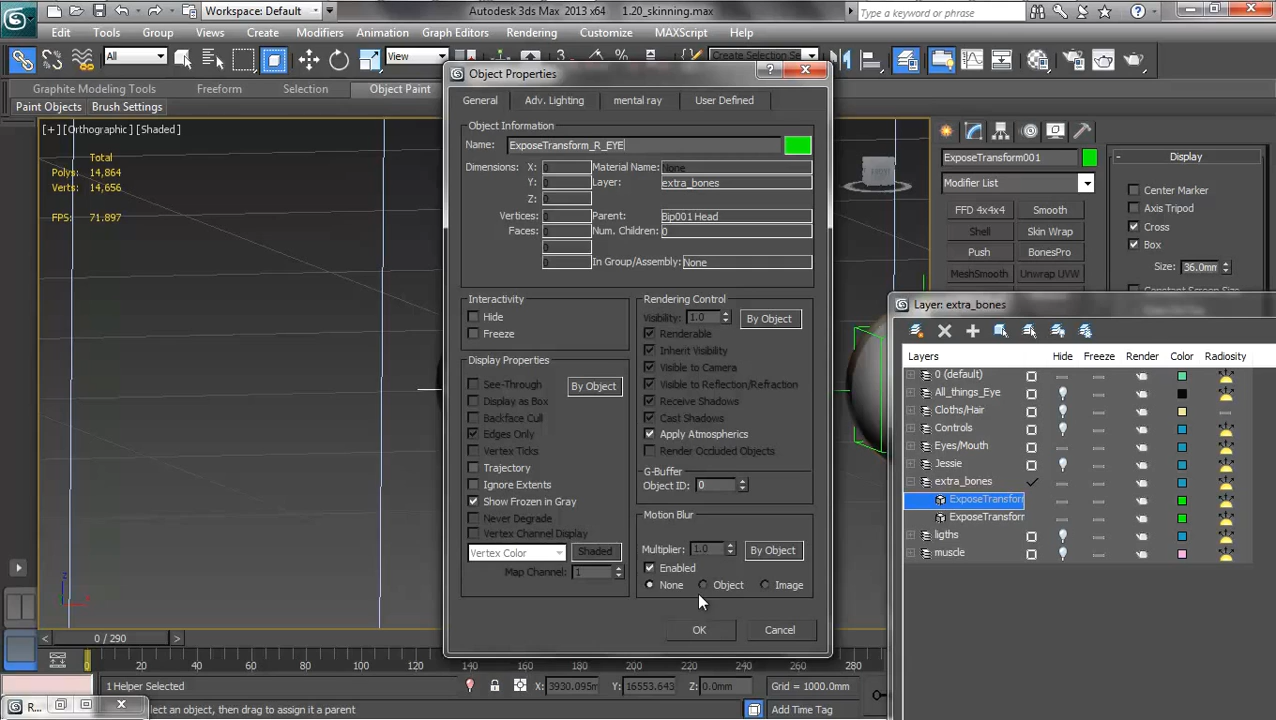 Workspace: Default
Autodesk 3ds Max 2013 x64 1.20_skinning.max
Type a keyword or phrase
Edit Tools Group Views Create Modifiers Animation Graph Editors Rendering Customize MAXScript Help
All
View
Create Selection Se
Graphite Modeling Tools Freeform Selection Object Paint
Paint Objects Brush Settings
[+] [Orthographic] [Shaded]
Total
Polys: 14,864
Verts: 14,656
FPS: 71.897
Object Properties
General Adv. Lighting mental ray User Defined
Object Information
Name: ExposeTransform_R_EYE
Dimensions: X: 0 Material Name: None
Y: 0 Layer: extra_bones
Z: 0
Vertices: 0 Parent: Bip001 Head
Faces: 0 Num. Children: 0
0
0 In Group/Assembly: None
Interactivity
Hide
Freeze
Display Properties
See-Through By Object
Display as Box
Backface Cull
Edges Only
Vertex Ticks
Trajectory
Ignore Extents
Show Frozen in Gray
Never Degrade
Vertex Channel Display
Vertex Color Shaded
Map Channel: 1
Rendering Control
Visibility: 1.0 By Object
Renderable
Inherit Visibility
Visible to Camera
Visible to Reflection/Refraction
Receive Shadows
Cast Shadows
Apply Atmospherics
Render Occluded Objects
G-Buffer
Object ID: 0
Motion Blur
Multiplier: 1.0 By Object
Enabled
None Object Image
OK Cancel
ExposeTransform001
Modifier List
FFD 4x4x4 Smooth
Shell Skin Wrap
Push BonesPro
MeshSmooth Unwrap UVW
- Display
Center Marker
Axis Tripod
Cross
Box
Size: 36.0mm
Layer: extra_bones
Layers Hide Freeze Render Color Radiosity
0 (default)
All_things_Eye
Cloths/Hair
Controls
Eyes/Mouth
Jessie
extra_bones
ExposeTransfor
ExposeTransfor
ligths
muscle
0 / 290
0 20 40 60 80 100 120 140 160 180 200 220 240 260 280
1 Helper Selected
X: 3930.095m Y: 16553.643 Z: 0.0mm Grid = 1000.0mm
R...
ect an object, then drag to assign it a parent
Add Time Tag